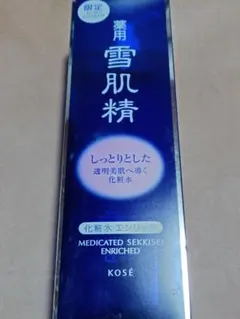 限定
薬用
雪肌精
しっとりとした
透明美肌へ導く
化粧水
化粧水エンリッチ
MEDICATED SEKKISEI
ENRICHED
KOSÉ